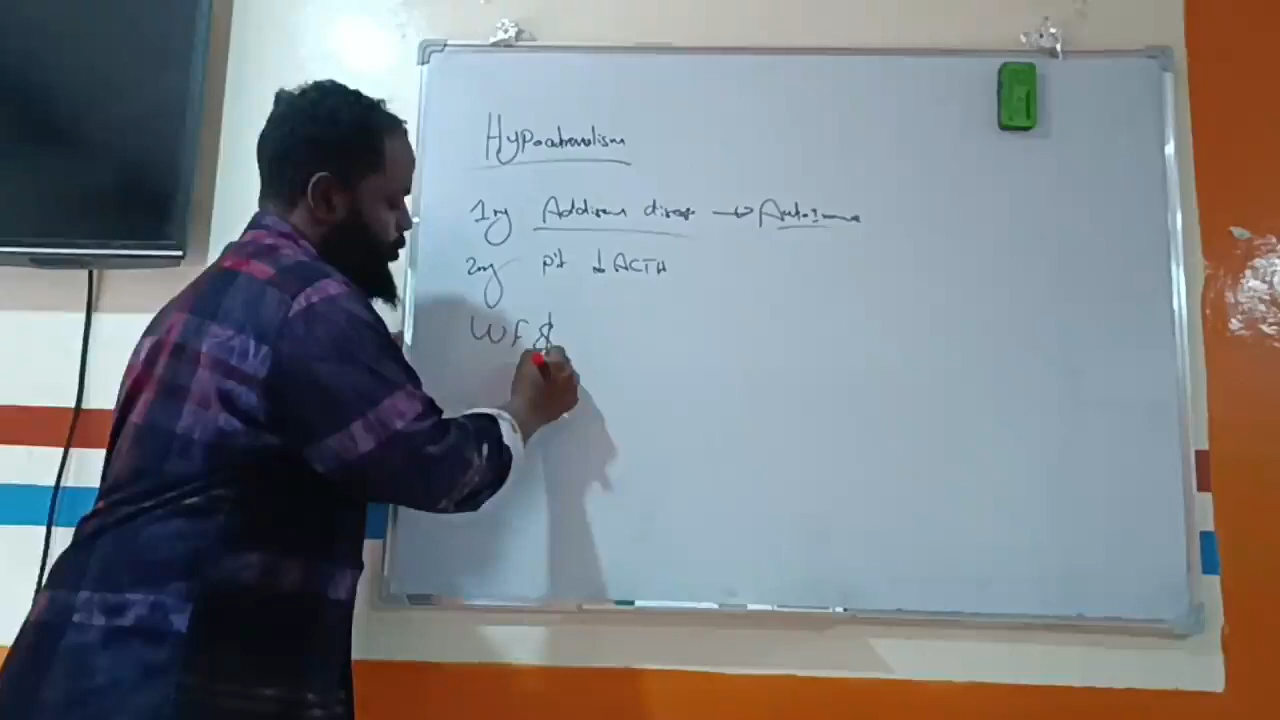 Hypoadrenalism
1ry Addison disease → Autoimmune
2ry pit ↓ ACTH
WF $